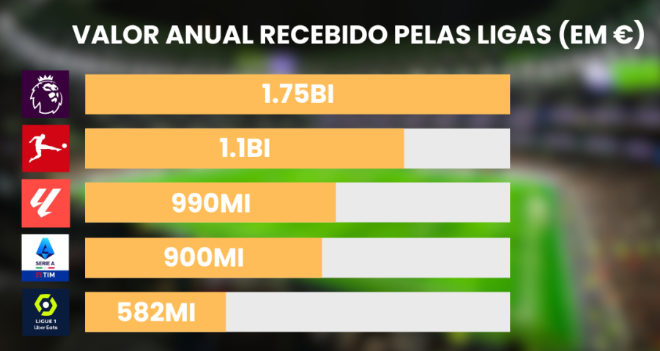 VALOR ANUAL RECEBIDO PELAS LIGAS (EM €)
1.75BI
1.1BI
990MI
SERIE A
TIM
900MI
LIGUE 1
Uber Eats
582MI